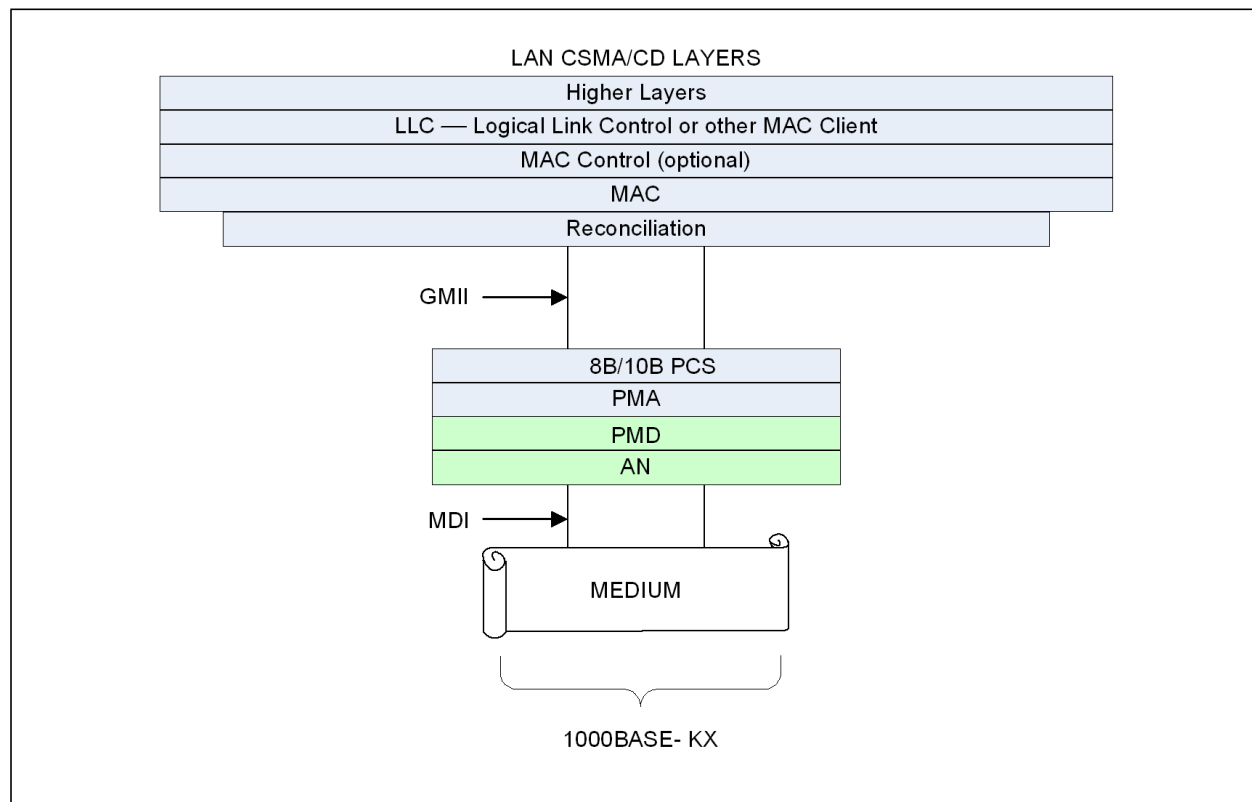 LAN CSMA/CD LAYERS
Higher Layers
LLC — Logical Link Control or other MAC Client
MAC Control (optional)
MAC
Reconciliation
GMII
8B/10B PCS
PMA
PMD
AN
MDI
MEDIUM
1000BASE- KX